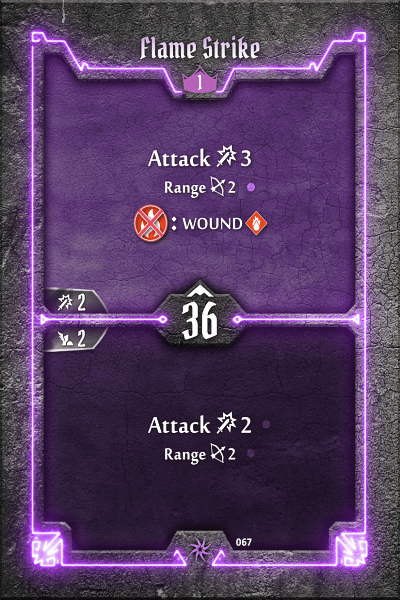 Flame Strike
1
Attack 3
Range 2
: WOUND
2
36
2
Attack 2
Range 2
067